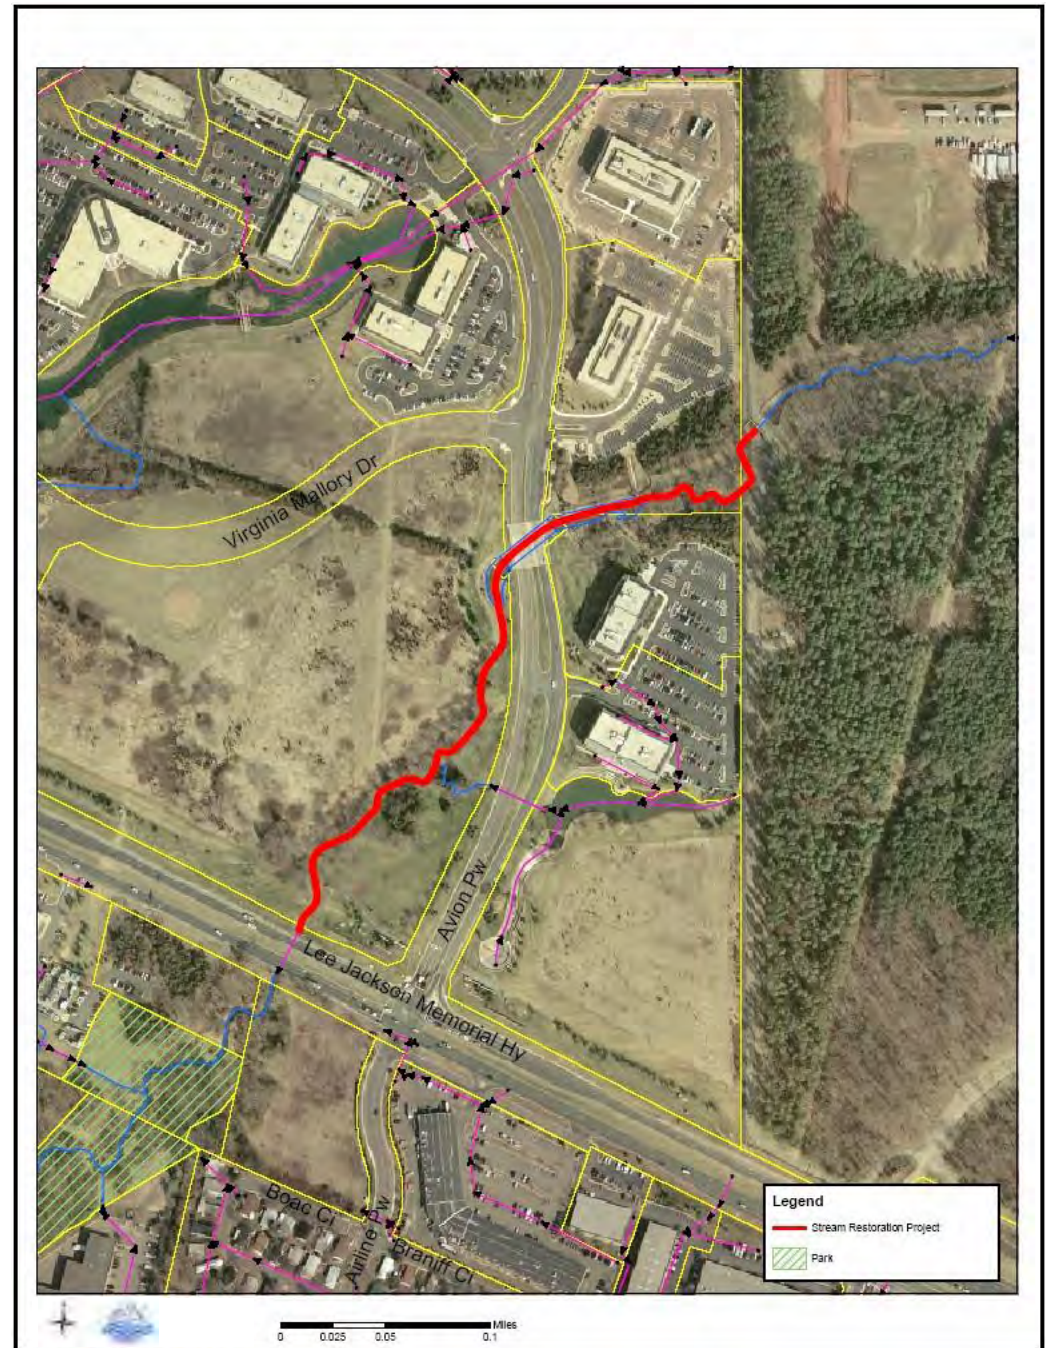 Virginia Mallory Dr
Avion Pw
Lee Jackson Memorial Hy
Boac Ci
Airline Pw
Braniff Ci
Legend
Stream Restoration Project
Park
Miles
0 0.025 0.05 0.1